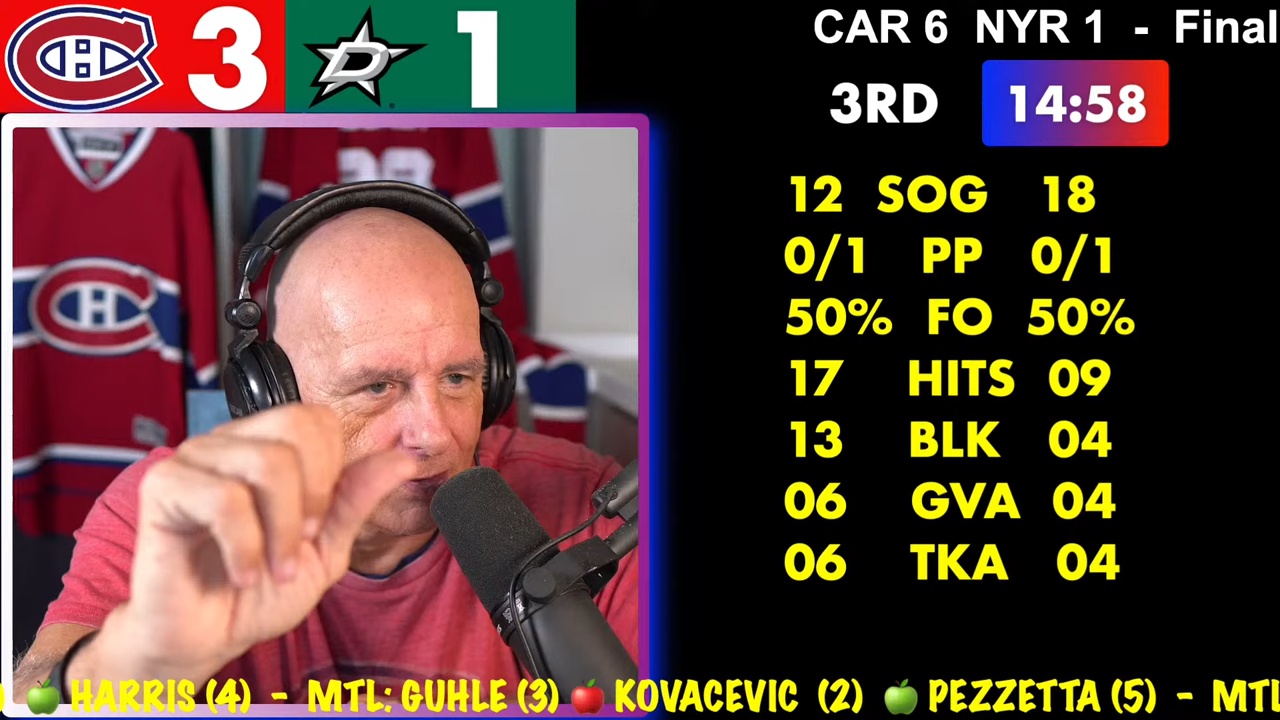 3 1 CAR 6 NYR 1 - Final
3RD 14:58
12 SOG 18
0/1 PP 0/1
50% FO 50%
17 HITS 09
13 BLK 04
06 GVA 04
06 TKA 04
) HARRIS (4) - MTL: GUHLE (3) KOVACEVIC (2) PEZZETTA (5) - MTL